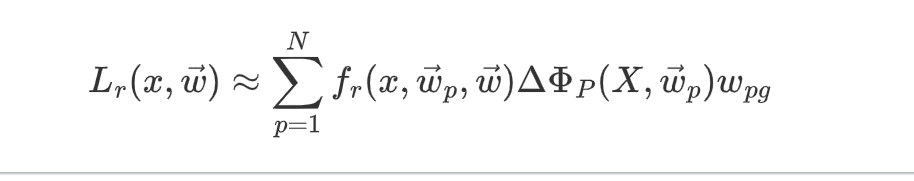 $L_r(x, \vec{w}) \approx \sum_{p=1}^{N} f_r(x, \vec{w}_p, \vec{w}) \Delta \Phi_P(X, \vec{w}_p) w_{pg}$